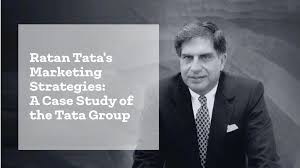 Ratan Tata's
Marketing
Strategies:
A Case Study of
the Tata Group